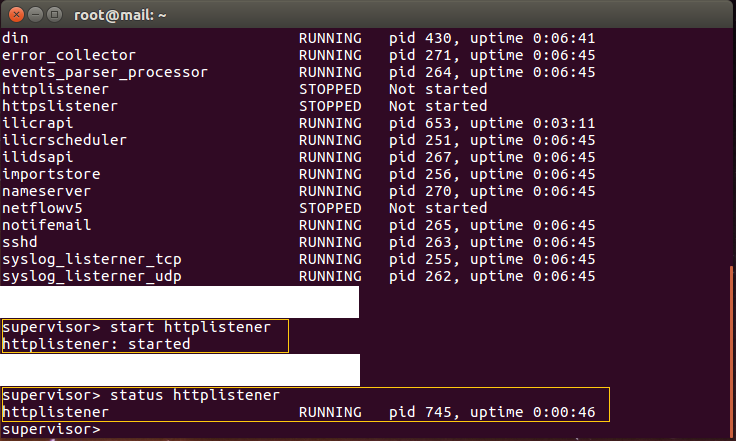 root@mail: ~
din RUNNING pid 430, uptime 0:06:41
error_collector RUNNING pid 271, uptime 0:06:45
events_parser_processor RUNNING pid 264, uptime 0:06:45
httplistener STOPPED Not started
httpslistener STOPPED Not started
ilicrapi RUNNING pid 653, uptime 0:03:11
ilicrscheduler RUNNING pid 251, uptime 0:06:45
ilidsapi RUNNING pid 267, uptime 0:06:45
importstore RUNNING pid 256, uptime 0:06:45
nameserver RUNNING pid 270, uptime 0:06:45
netflowv5 STOPPED Not started
notifemail RUNNING pid 265, uptime 0:06:45
sshd RUNNING pid 263, uptime 0:06:45
syslog_listerner_tcp RUNNING pid 255, uptime 0:06:45
syslog_listerner_udp RUNNING pid 262, uptime 0:06:45
supervisor> start httplistener
httplistener: started
supervisor> status httplistener
httplistener RUNNING pid 745, uptime 0:00:46
supervisor>